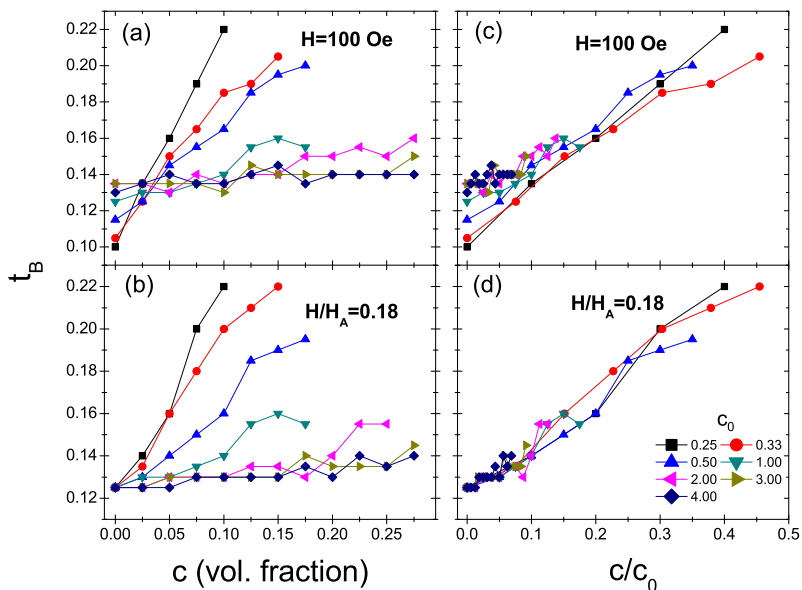 (a)
H=100 Oe
(c)
H=100 Oe
0.22
0.20
0.18
0.16
0.14
0.12
0.10
t_B
(b)
H/H_A=0.18
(d)
H/H_A=0.18
0.22
0.20
0.18
0.16
0.14
0.12
c_0
0.25 0.33
0.50 1.00
2.00 3.00
4.00
0.00 0.05 0.10 0.15 0.20 0.25
0.0 0.1 0.2 0.3 0.4 0.5
c (vol. fraction)
c/c_0